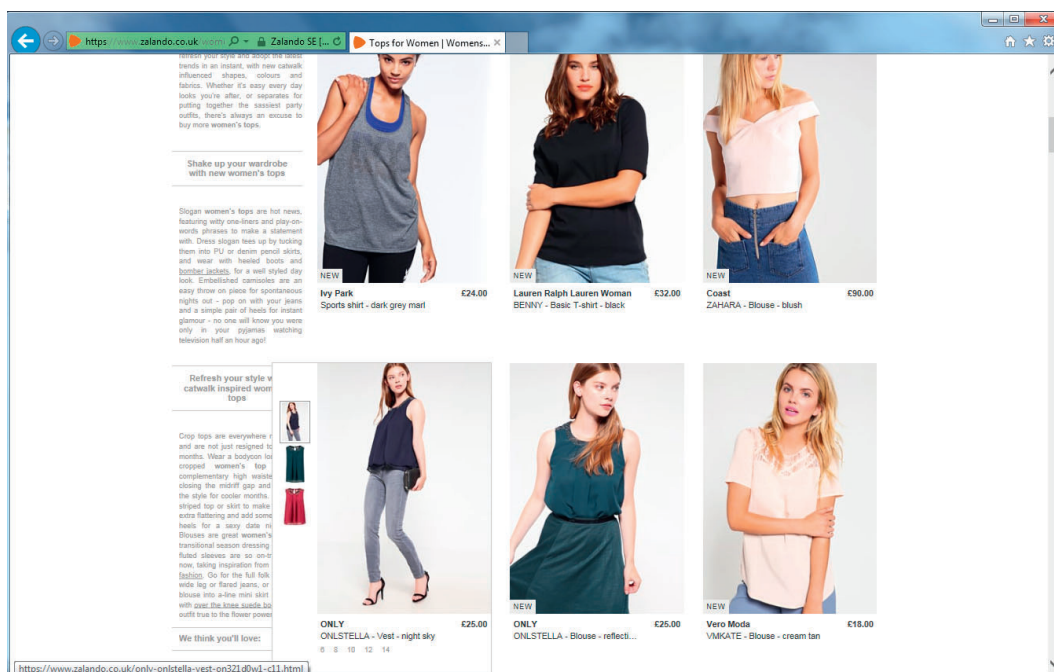 https://www.zalando.co.uk/wom
Zalando SE [...
Tops for Women | Womens...
refresh your style and adopt the latest
trends in an instant, with new catwalk
influenced shapes, colours and
fabrics. Whether it's easy every day
looks you're after, or separates for
putting together the sassiest party
outfits, there's always an excuse to
buy more women's tops.
Shake up your wardrobe
with new women's tops
Slogan women's tops are hot news,
featuring witty one-liners and play-on-
words phrases to make a statement
with. Dress slogan tees up by tucking
them into PU or denim pencil skirts,
and wear with heeled boots and
bomber jackets, for a well styled day
look. Embellished camisoles are an
easy throw on piece for spontaneous
nights out - pop on with your jeans
and a simple pair of heels for instant
glamour - no one will know you were
only in your pyjamas watching
television half an hour ago!
Refresh your style w
catwalk inspired wom
tops
Crop tops are everywhere
and are not just resigned to
months. Wear a bodycon lo
cropped women's top
complementary high waiste
closing the midriff gap and
the style for cooler months.
striped top or skirt to make
extra flattering and add some
heels for a sexy date ni
Blouses are great women's
transitional season dressing
fluted sleeves are so on-t
now, taking inspiration from
fashion. Go for the full folk
wide leg or flared jeans, or
blouse into a-line mini skirt
with over the knee suede bo
outfit true to the flower power
We think you'll love:
NEW
Ivy Park £24.00
Sports shirt - dark grey marl
NEW
Lauren Ralph Lauren Woman £32.00
BENNY - Basic T-shirt - black
NEW
Coast £90.00
ZAHARA - Blouse - blush
ONLY £25.00
ONLSTELLA - Vest - night sky
6 8 10 12 14
NEW
ONLY £25.00
ONLSTELLA - Blouse - reflecti...
NEW
Vero Moda £18.00
VMKATE - Blouse - cream tan
https://www.zalando.co.uk/only-onlstella-vest-on321d0w1-c11.html